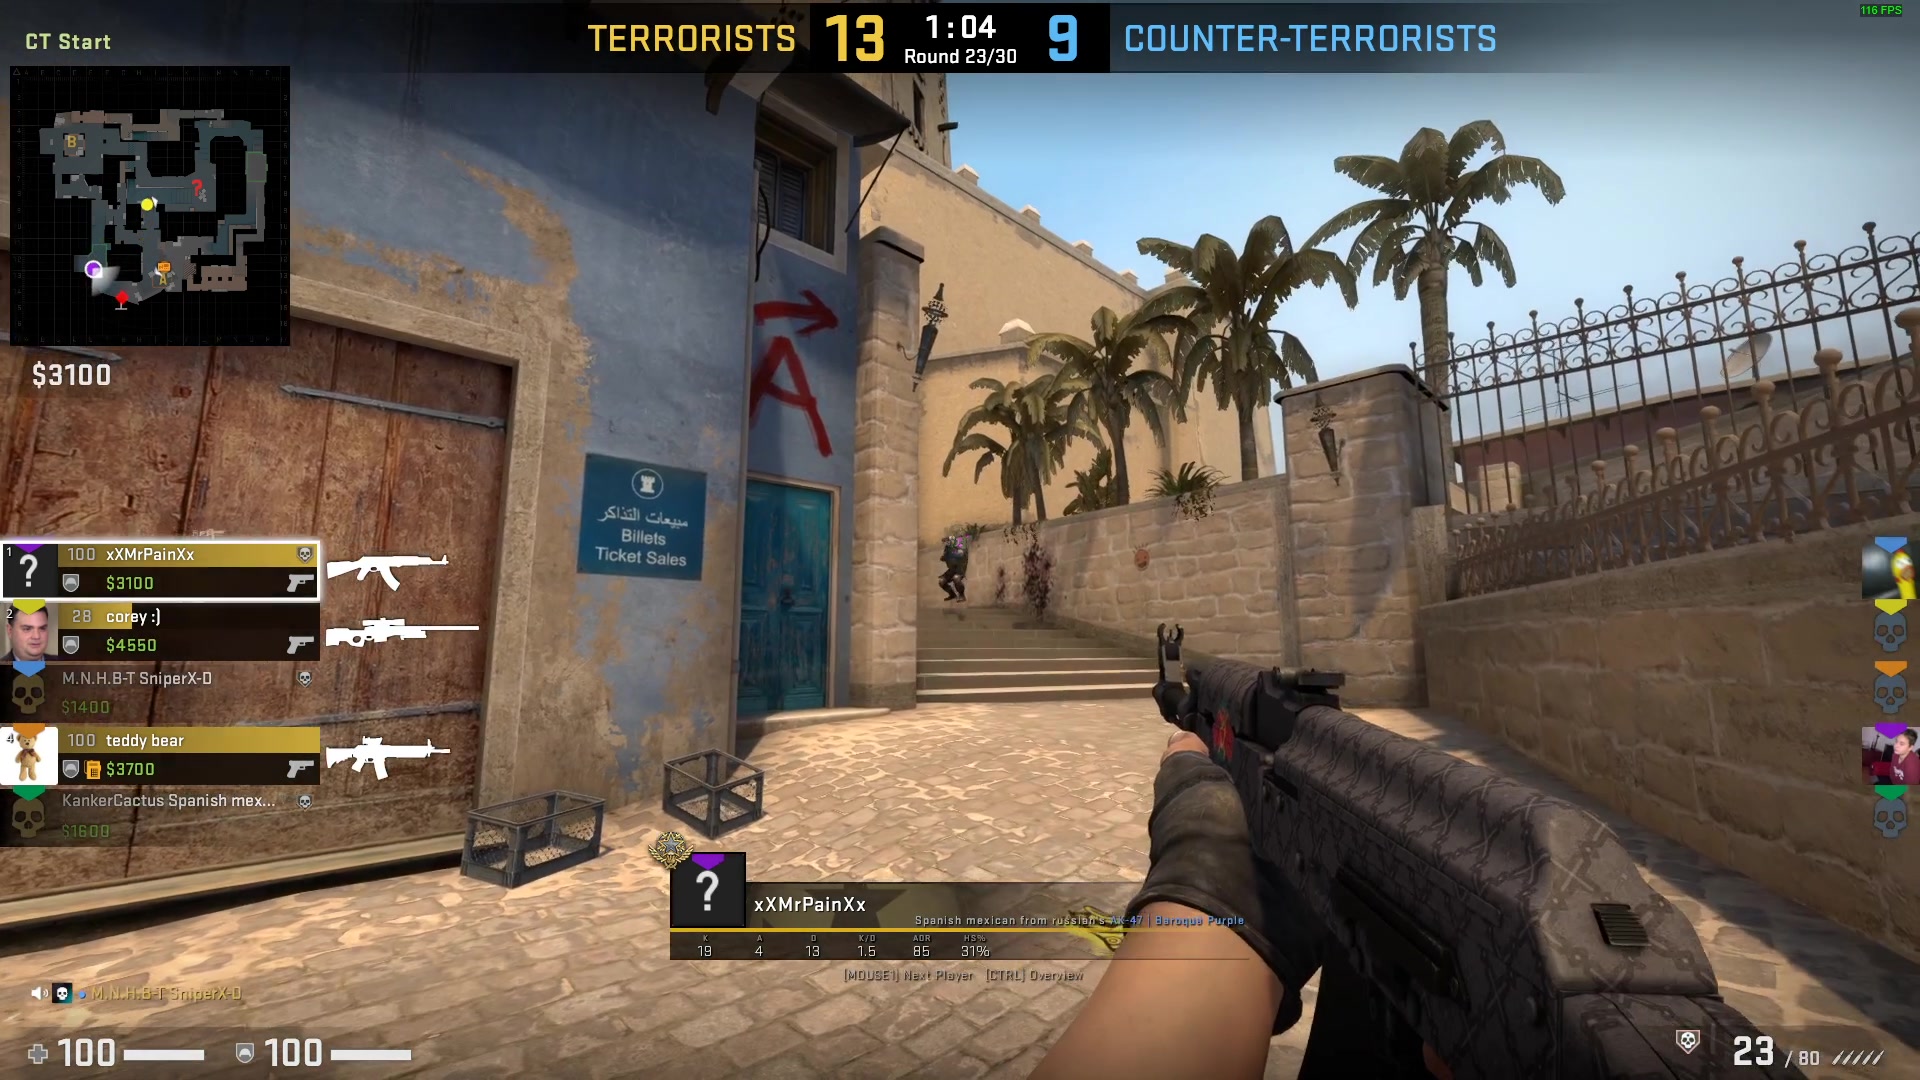 116 FPS
CT Start
TERRORISTS 13 1:04 9 COUNTER-TERRORISTS
Round 23/30
B
?
A
$3100
A
مبيعات التذاكر
Billets
Ticket Sales
1 ? 100 xXMrPainXx
$3100
2 28 corey :)
$4550
M.N.H.B-T SniperX-D
$1400
4 100 teddy bear
$3700
KankerCactus Spanish mex...
$1600
? xXMrPainXx
Spanish mexican from russian's AK-47 | Baroque Purple
K A D K/D ADR HS%
19 4 13 1.5 85 31%
[MOUSE1] Next Player [CTRL] Overview
M.N.H.B-T SniperX-D
100 100
23 / 80